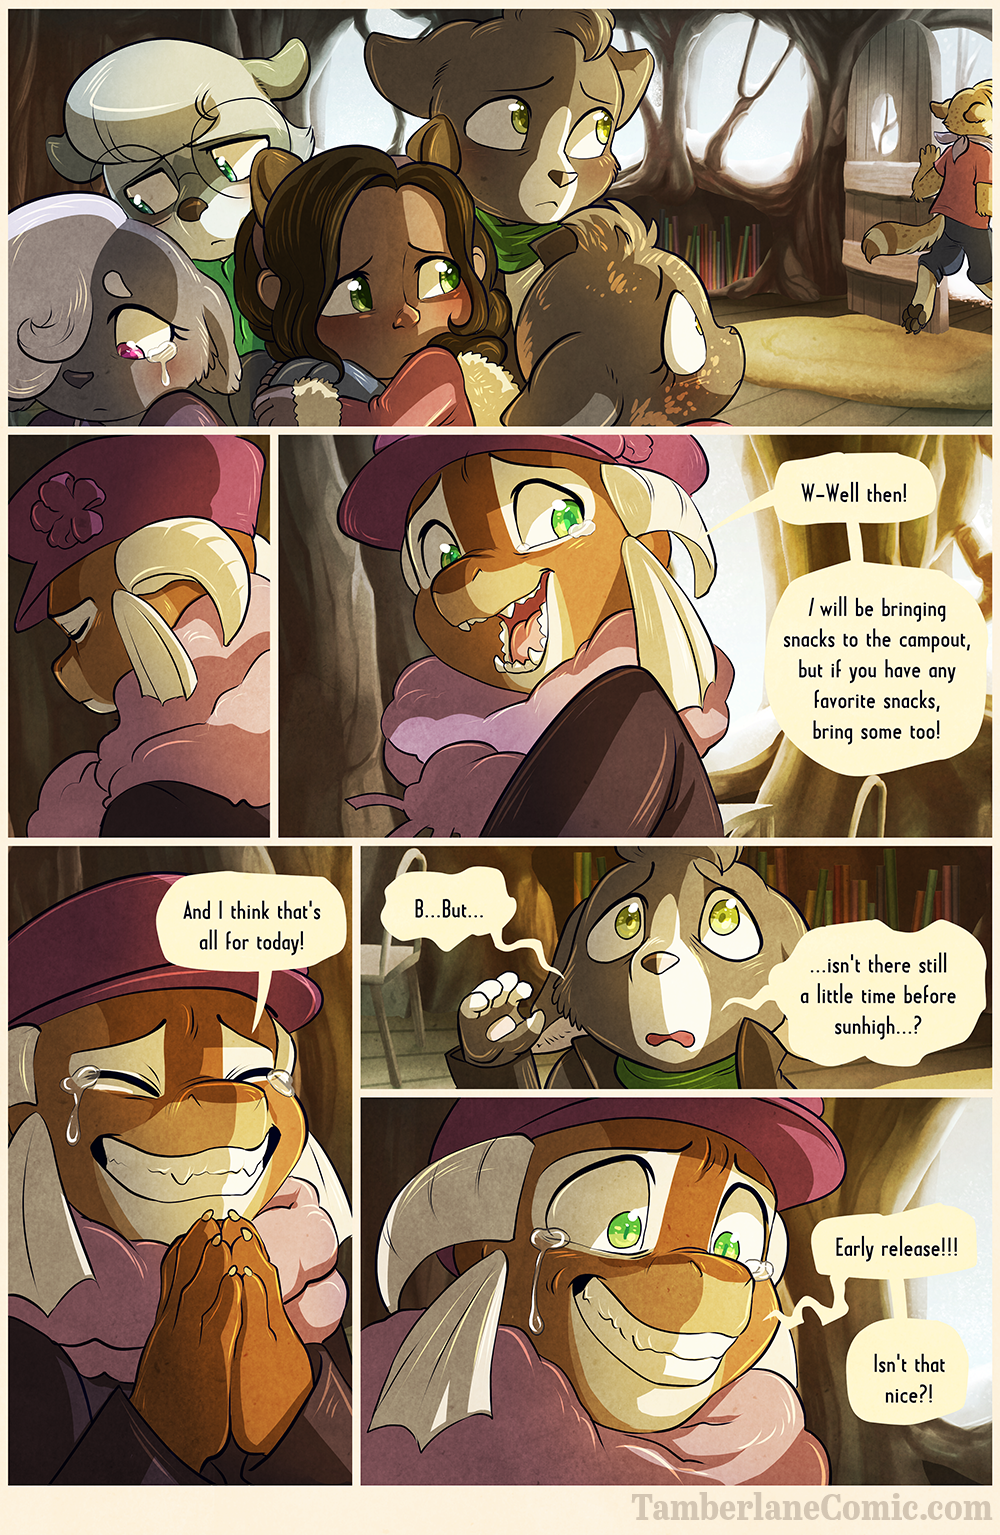 W-Well then!
I will be bringing
snacks to the campout,
but if you have any
favorite snacks,
bring some too!
And I think that's
all for today!
B...But...
...isn't there still
a little time before
sunhigh...?
Early release!!!
Isn't that
nice?!
TamberlaneComic.com